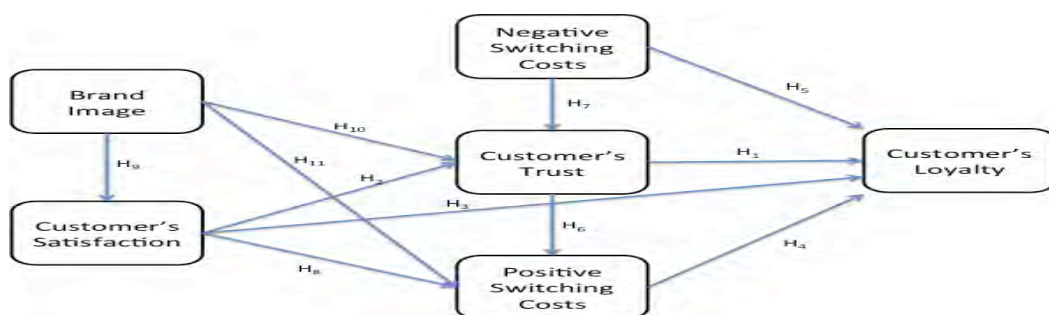 Negative
Switching
Costs
Brand
Image
H₅
H₇
H₁₀
H₉
H₁₁
Customer's
Trust
H₁
Customer's
Loyalty
H₂
Customer's
Satisfaction
H₃
H₆
H₄
H₈
Positive
Switching
Costs